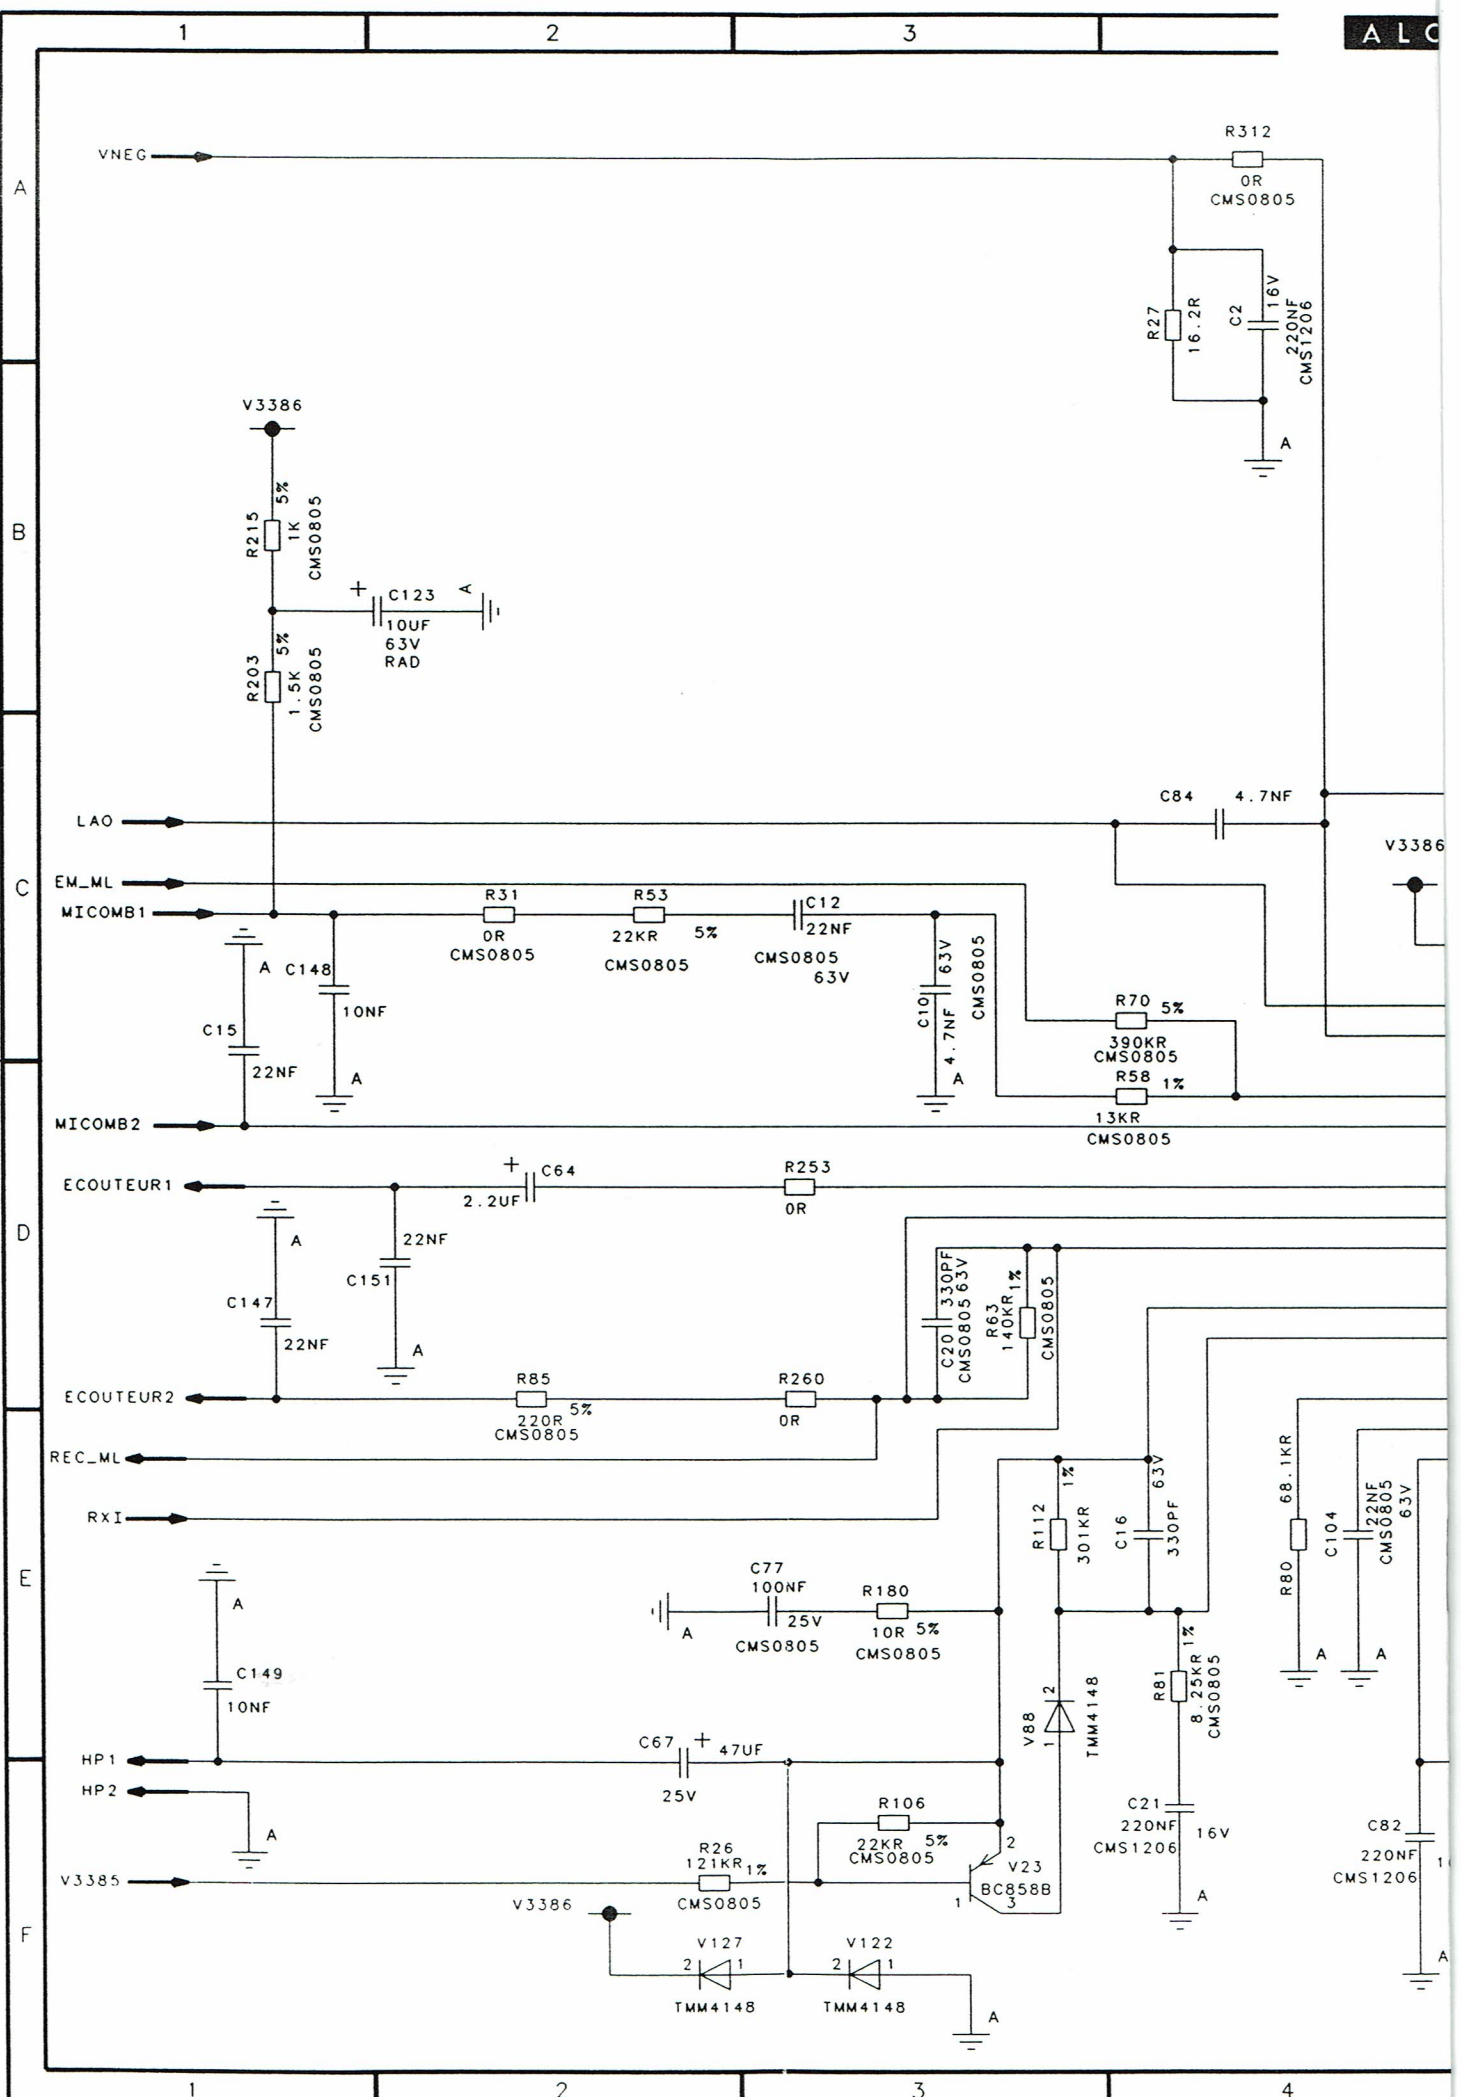 1 2 3
ALC
A
VNEG
R312
0R
CMS0805
R27
16.2R
C2
16V
220NF
CMS1206
A
B
V3386
R215
5%
1K
CMS0805
+
C123
10UF
63V
RAD
A
R203
5%
1.5K
CMS0805
C
LAO
C84 4.7NF
V3386
EM_ML
MICOMB1
R31
0R
CMS0805
R53
22KR 5%
CMS0805
C12
22NF
CMS0805
63V
A
C148
10NF
A
C15
22NF
C10
63V
4.7NF
CMS0805
A
R70 5%
390KR
CMS0805
R58 1%
13KR
CMS0805
MICOMB2
D
ECOUTEUR1
+
C64
2.2UF
R253
0R
A
22NF
C151
A
C147
22NF
C20 330PF
CMS0805 63V
R63
140KR 1%
CMS0805
ECOUTEUR2
R85
220R 5%
CMS0805
R260
0R
REC_ML
RXI
E
R112
1%
301KR
C16
63V
330PF
R80
68.1KR
A
C104
22NF
CMS0805
63V
A
A
C149
10NF
A
C77
100NF
25V
CMS0805
R180
10R 5%
CMS0805
V88
2
1
TMM4148
R81
1%
8.25KR
CMS0805
HP1
C67 + 47UF
25V
HP2
A
R106
22KR 5%
CMS0805
C21
220NF 16V
CMS1206
A
C82
220NF
CMS1206
A
V3385
R26
121KR 1%
CMS0805
2
V23
BC858B
1
3
F
V3386
V127
2 1
TMM4148
V122
2 1
TMM4148
A
1 2 3 4